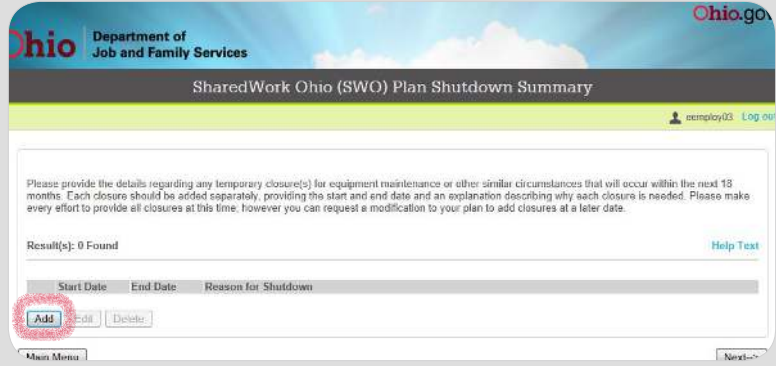 Ohio.gov
Ohio Department of
Job and Family Services
SharedWork Ohio (SWO) Plan Shutdown Summary
eemploy03 Log out
Please provide the details regarding any temporary closure(s) for equipment maintenance or other similar circumstances that will occur within the next 18
months. Each closure should be added separately, providing the start and end date and an explanation describing why each closure is needed. Please make
every effort to provide all closures at this time; however you can request a modification to your plan to add closures at a later date.
Result(s): 0 Found Help Text
Start Date End Date Reason for Shutdown
Add Edit Delete
Main Menu Next-->